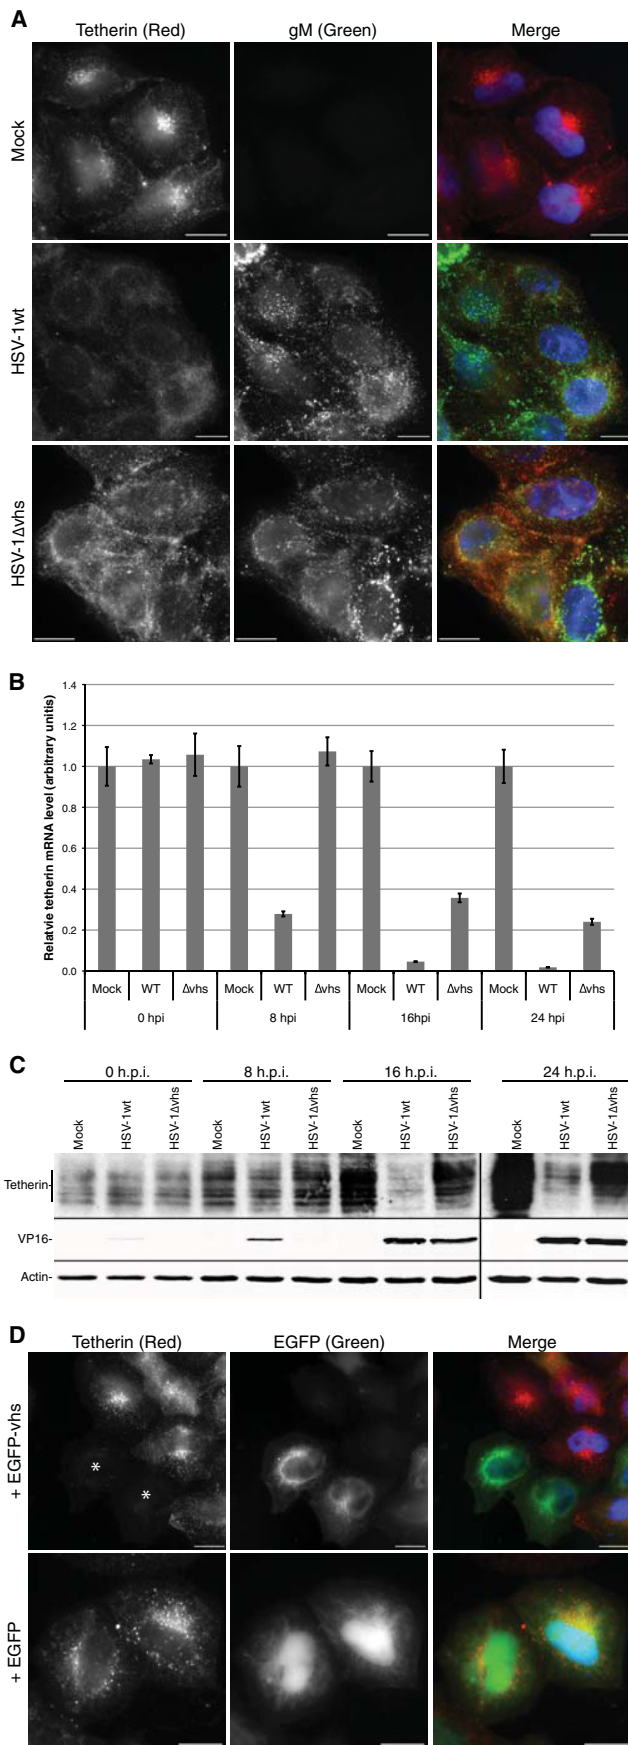 A
Tetherin (Red) gM (Green) Merge
Mock
HSV-1wt
HSV-1Δvhs
B
Relatvie tetherin mRNA level (arbitrary unitis)
1.4
1.2
1.0
0.8
0.6
0.4
0.2
0.0
Mock WT Δvhs Mock WT Δvhs Mock WT Δvhs Mock WT Δvhs
0 hpi 8 hpi 16hpi 24 hpi
C
0 h.p.i. 8 h.p.i. 16 h.p.i. 24 h.p.i.
Mock HSV-1wt HSV-1Δvhs Mock HSV-1wt HSV-1Δvhs Mock HSV-1wt HSV-1Δvhs Mock HSV-1wt HSV-1Δvhs
Tetherin-
VP16-
Actin-
D
Tetherin (Red) EGFP (Green) Merge
+ EGFP-vhs
*
*
+ EGFP